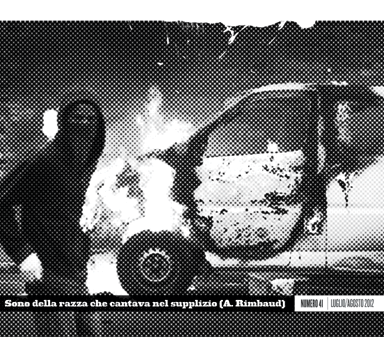 Sono della razza che cantava nel supplizio (A. Rimbaud)
NUMERO 41 | LUGLIO/AGOSTO 2012